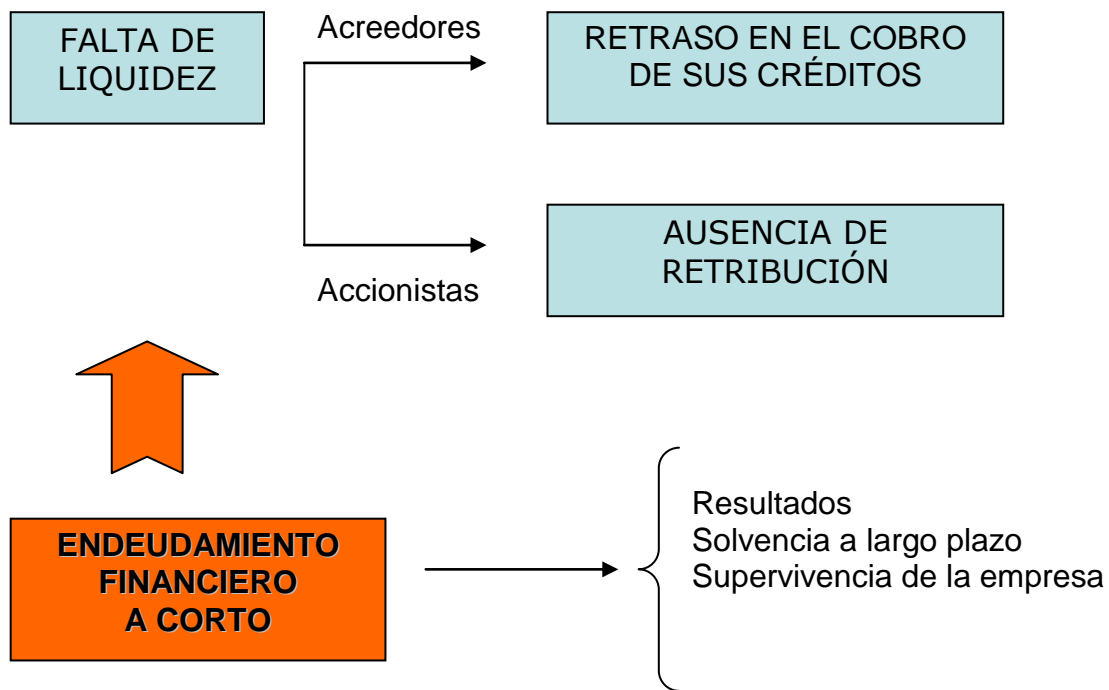 FALTA DE
LIQUIDEZ
Acreedores
RETRASO EN EL COBRO
DE SUS CRÉDITOS
AUSENCIA DE
RETRIBUCIÓN
Accionistas
ENDEUDAMIENTO
FINANCIERO
A CORTO
Resultados
Solvencia a largo plazo
Supervivencia de la empresa